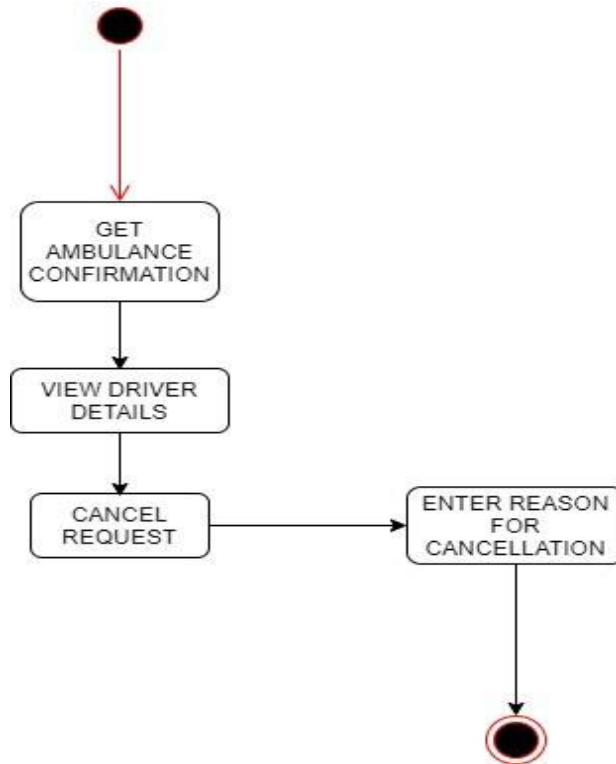 GET
AMBULANCE
CONFIRMATION
VIEW DRIVER
DETAILS
CANCEL
REQUEST
ENTER REASON
FOR
CANCELLATION